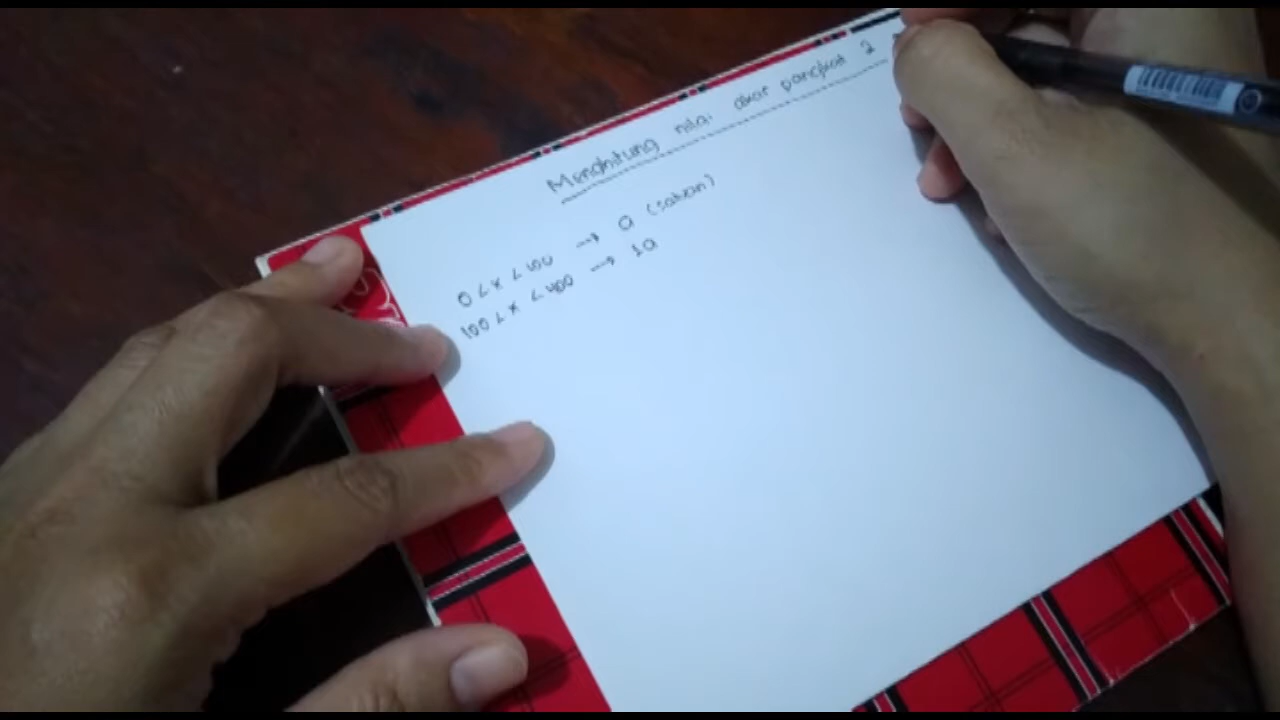 Menghitung nilai akar pangkat 2
0 < x < 100 → a (satuan)
100 < x < 400 → 1a